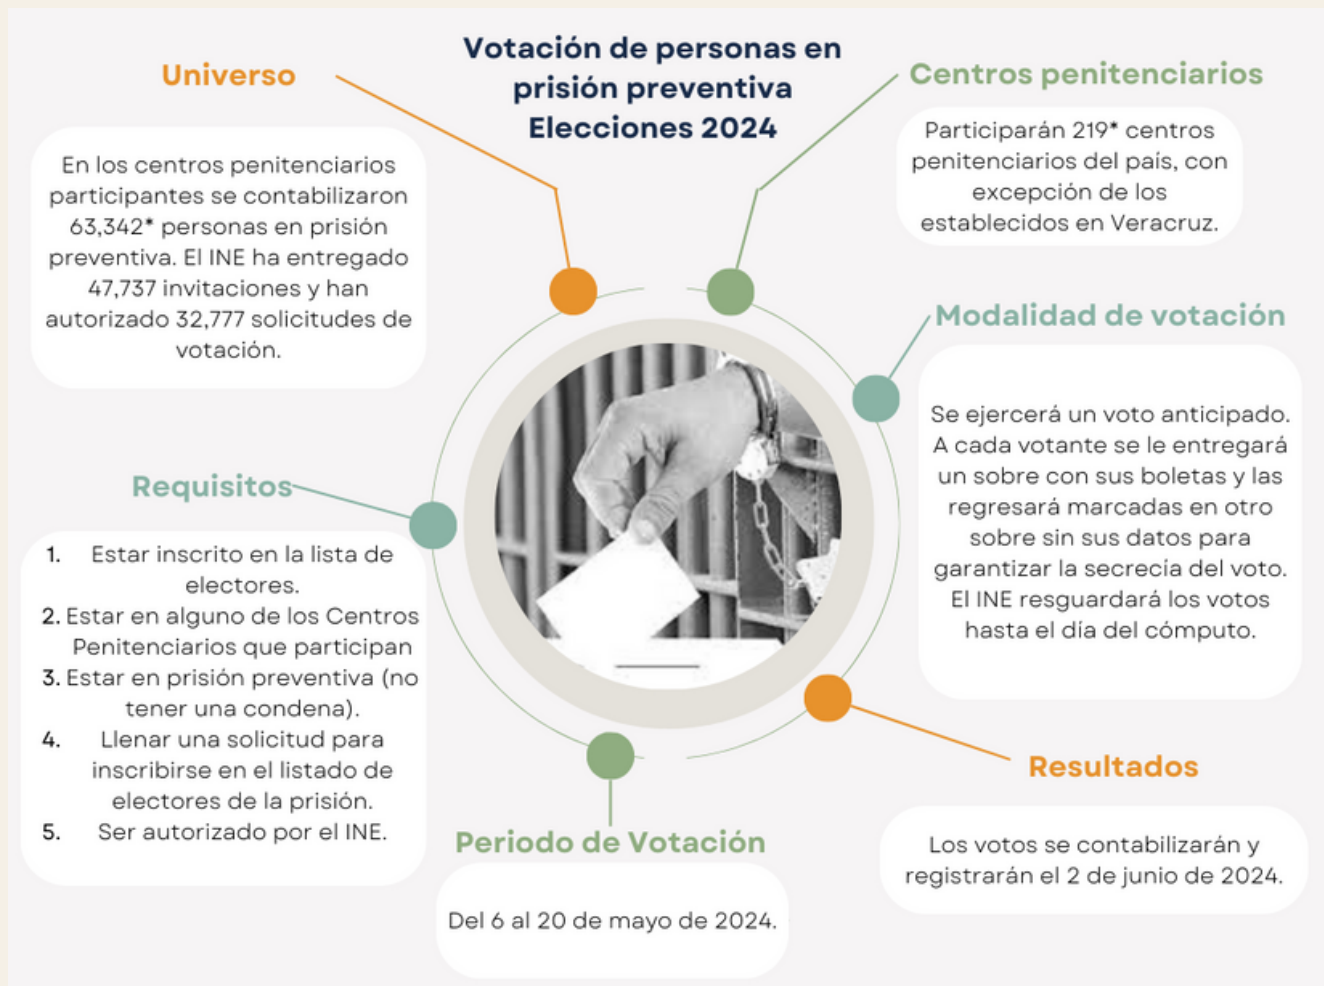 Votación de personas en
prisión preventiva
Elecciones 2024
Universo
En los centros penitenciarios
participantes se contabilizaron
63,342* personas en prisión
preventiva. El INE ha entregado
47,737 invitaciones y han
autorizado 32,777 solicitudes de
votación.
Centros penitenciarios
Participarán 219* centros
penitenciarios del país, con
excepción de los
establecidos en Veracruz.
Modalidad de votación
Se ejercerá un voto anticipado.
A cada votante se le entregará
un sobre con sus boletas y las
regresará marcadas en otro
sobre sin sus datos para
garantizar la secrecía del voto.
El INE resguardará los votos
hasta el día del cómputo.
Requisitos
1. Estar inscrito en la lista de
electores.
2. Estar en alguno de los Centros
Penitenciarios que participan
3. Estar en prisión preventiva (no
tener una condena).
4. Llenar una solicitud para
inscribirse en el listado de
electores de la prisión.
5. Ser autorizado por el INE.
Periodo de Votación
Del 6 al 20 de mayo de 2024.
Resultados
Los votos se contabilizarán y
registrarán el 2 de junio de 2024.